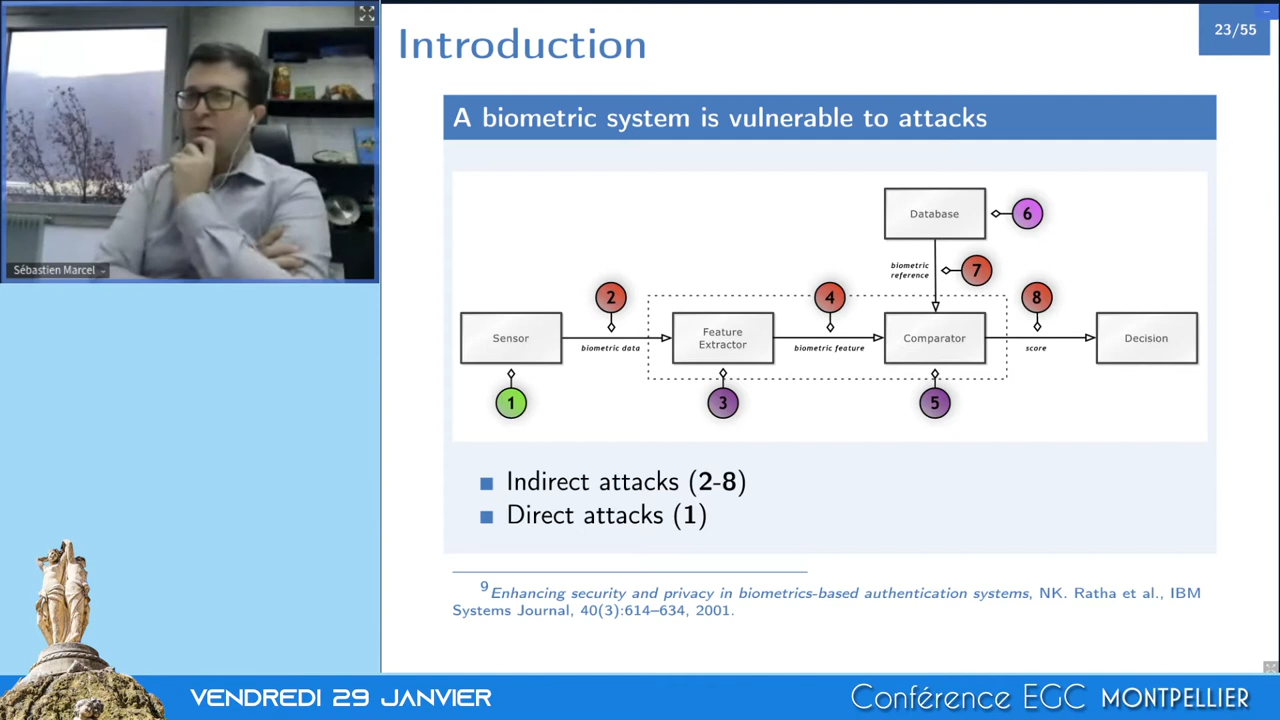 Introduction
23/55
A biometric system is vulnerable to attacks
Database
6
biometric
reference
7
2
4
8
Sensor
biometric data
Feature
Extractor
biometric feature
Comparator
score
Decision
1
3
5
Indirect attacks (2-8)
Direct attacks (1)
9 Enhancing security and privacy in biometrics-based authentication systems, NK. Ratha et al., IBM
Systems Journal, 40(3):614–634, 2001.
Sébastien Marcel
VENDREDI 29 JANVIER
Conférence EGC MONTPELLIER